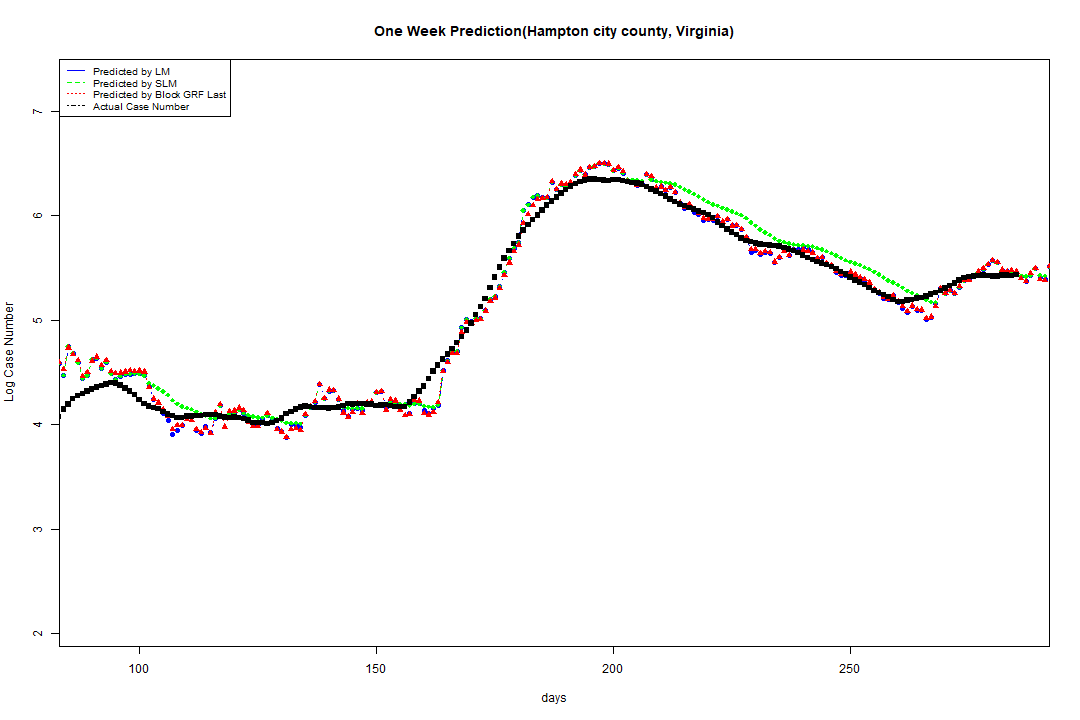 One Week Prediction(Hampton city county, Virginia)
Predicted by LM
Predicted by SLM
Predicted by Block GRF Last
Actual Case Number
7
6
5
4
3
2
Log Case Number
100 150 200 250
days